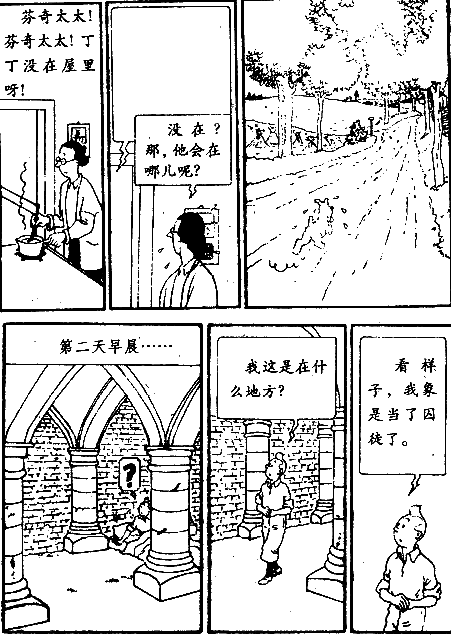 芬奇太太!
芬奇太太!丁
丁没在屋里
呀!
没在?
那,他会在
哪儿呢?
第二天早晨……
?
我这是在什
么地方?
看样
子,我象
是当了囚
徒了。